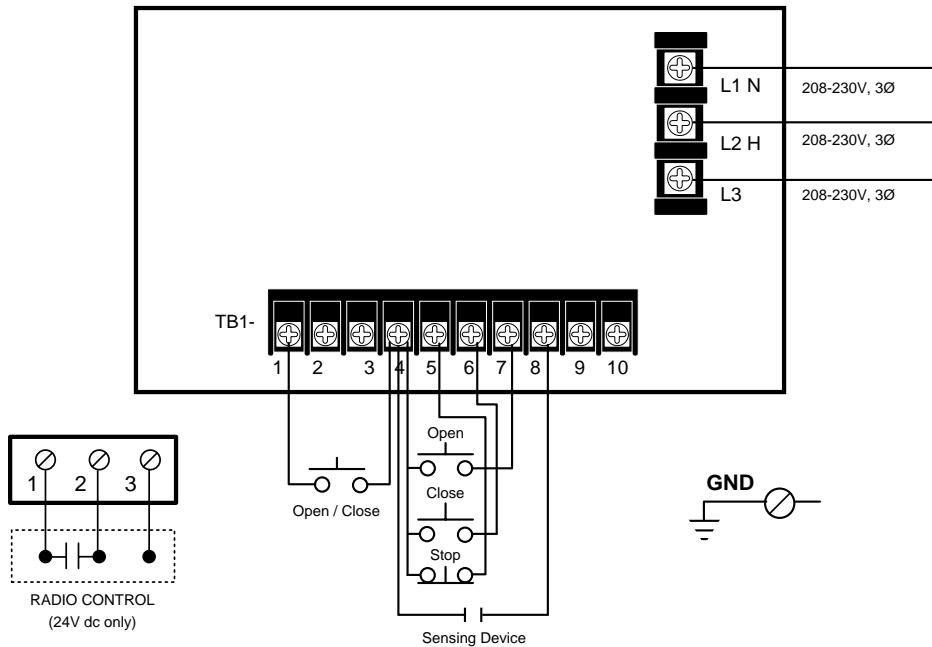 L1 N
208-230V, 3Ø
L2 H
208-230V, 3Ø
L3
208-230V, 3Ø
TB1-
1 2 3 4 5 6 7 8 9 10
Open
Close
Stop
Open / Close
Sensing Device
1 2 3
RADIO CONTROL
(24V dc only)
GND